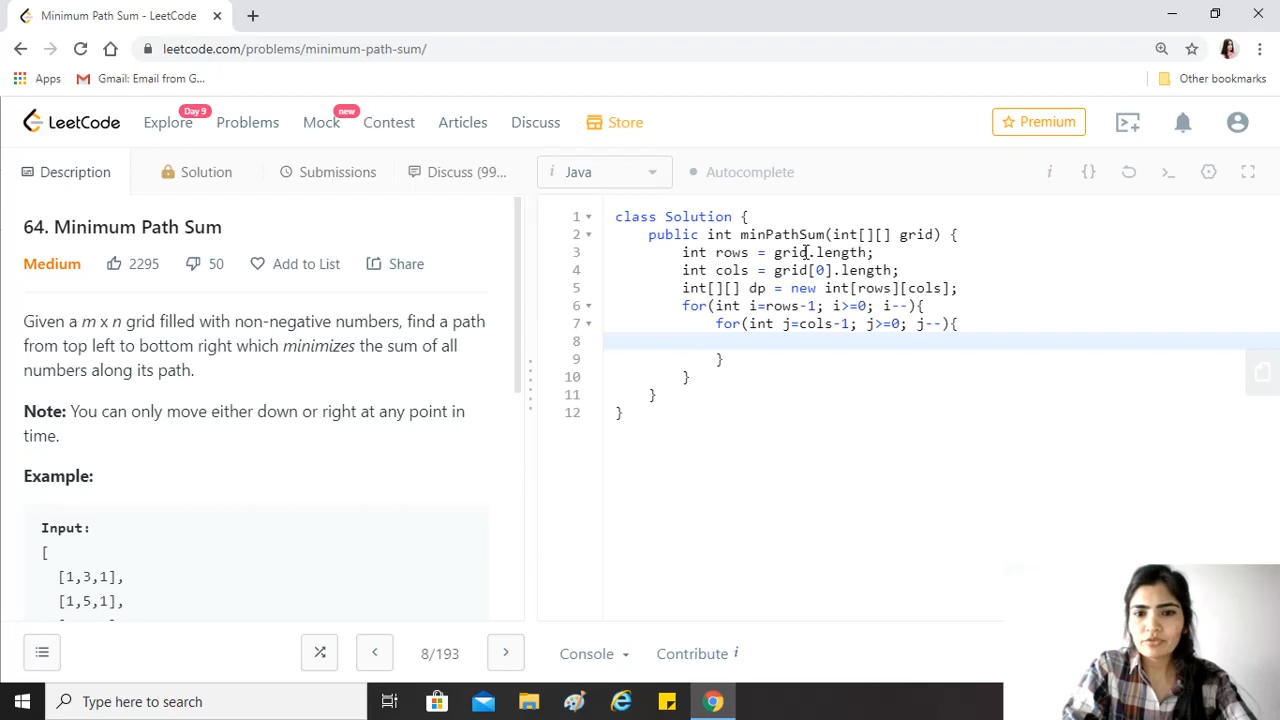 Minimum Path Sum - LeetCode
leetcode.com/problems/minimum-path-sum/
Apps
Gmail: Email from G...
Other bookmarks
LeetCode
Explore
Day 9
Problems
Mock
new
Contest
Articles
Discuss
Store
Premium
Description
Solution
Submissions
Discuss (99...
i Java
Autocomplete
64. Minimum Path Sum
Medium
2295
50
Add to List
Share
Given a m x n grid filled with non-negative numbers, find a path
from top left to bottom right which minimizes the sum of all
numbers along its path.
Note: You can only move either down or right at any point in
time.
Example:
Input:
[
[1,3,1],
[1,5,1],
1 class Solution {
2 public int minPathSum(int[][] grid) {
3 int rows = grid.length;
4 int cols = grid[0].length;
5 int[][] dp = new int[rows][cols];
6 for(int i=rows-1; i>=0; i--){
7 for(int j=cols-1; j>=0; j--){
8
9 }
10 }
11 }
12 }
8/193
Console
Contribute i
Type here to search